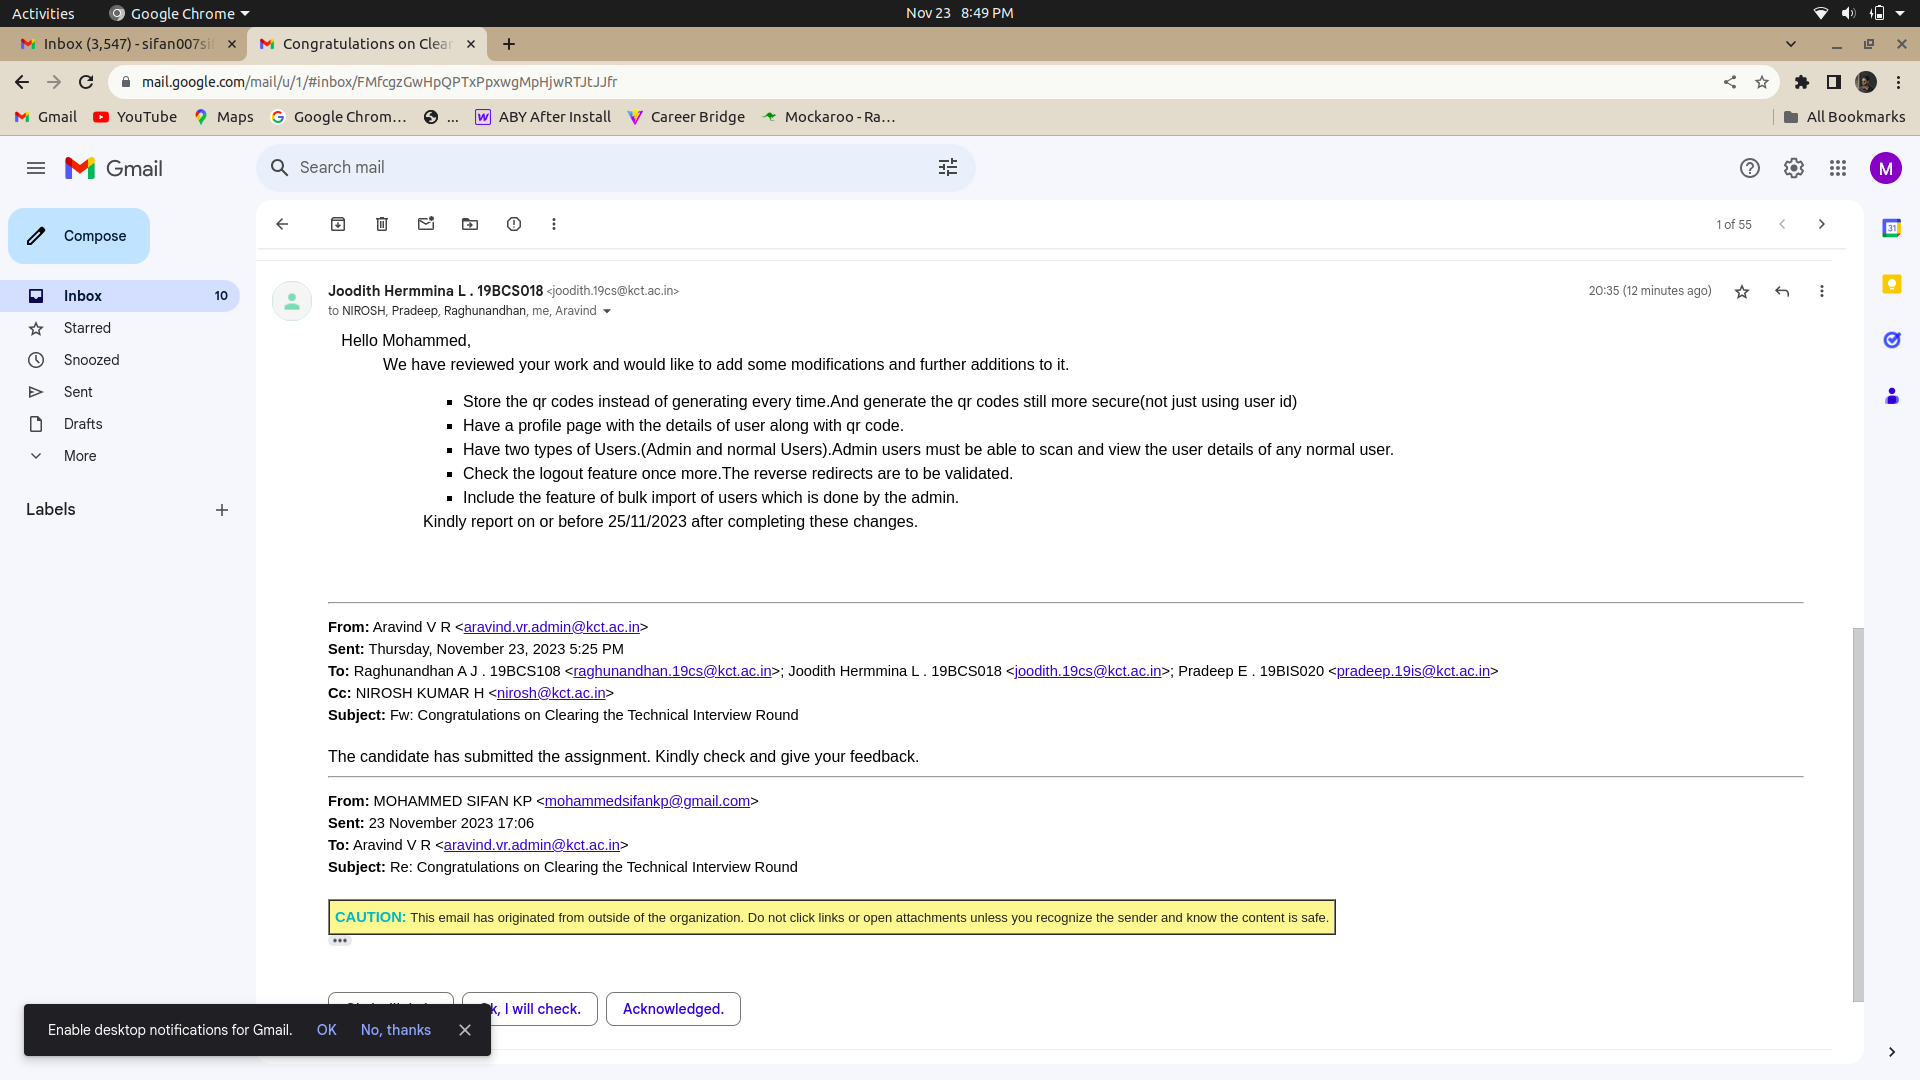 Activities Google Chrome Nov 23 8:49 PM
Inbox (3,547) - sifan007si Congratulations on Clear
mail.google.com/mail/u/1/#inbox/FMfcgzGwHpQPTxPpxwgMpHjwRTJtJJfr
Gmail YouTube Maps Google Chrom... ... ABY After Install Career Bridge Mockaroo - Ra... All Bookmarks
Gmail Search mail M
Compose 1 of 55
Inbox 10
Starred
Snoozed
Sent
Drafts
More
Labels
Joodith Hermmina L . 19BCS018 <joodith.19cs@kct.ac.in> 20:35 (12 minutes ago)
to NIROSH, Pradeep, Raghunandhan, me, Aravind
Hello Mohammed,
We have reviewed your work and would like to add some modifications and further additions to it.
Store the qr codes instead of generating every time.And generate the qr codes still more secure(not just using user id)
Have a profile page with the details of user along with qr code.
Have two types of Users.(Admin and normal Users).Admin users must be able to scan and view the user details of any normal user.
Check the logout feature once more.The reverse redirects are to be validated.
Include the feature of bulk import of users which is done by the admin.
Kindly report on or before 25/11/2023 after completing these changes.
From: Aravind V R <aravind.vr.admin@kct.ac.in>
Sent: Thursday, November 23, 2023 5:25 PM
To: Raghunandhan A J . 19BCS108 <raghunandhan.19cs@kct.ac.in>; Joodith Hermmina L . 19BCS018 <joodith.19cs@kct.ac.in>; Pradeep E . 19BIS020 <pradeep.19is@kct.ac.in>
Cc: NIROSH KUMAR H <nirosh@kct.ac.in>
Subject: Fw: Congratulations on Clearing the Technical Interview Round
The candidate has submitted the assignment. Kindly check and give your feedback.
From: MOHAMMED SIFAN KP <mohammedsifankp@gmail.com>
Sent: 23 November 2023 17:06
To: Aravind V R <aravind.vr.admin@kct.ac.in>
Subject: Re: Congratulations on Clearing the Technical Interview Round
CAUTION: This email has originated from outside of the organization. Do not click links or open attachments unless you recognize the sender and know the content is safe.
k, I will check. Acknowledged.
Enable desktop notifications for Gmail. OK No, thanks
31